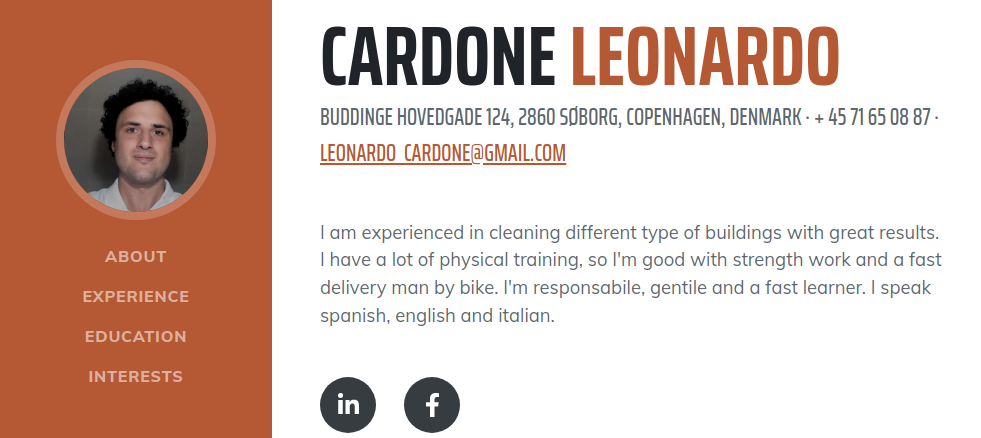 CARDONE LEONARDO
BUDDINGE HOVEDGADE 124, 2860 SØBORG, COPENHAGEN, DENMARK · + 45 71 65 08 87 ·
LEONARDO_CARDONE@GMAIL.COM
ABOUT
EXPERIENCE
EDUCATION
INTERESTS
I am experienced in cleaning different type of buildings with great results.
I have a lot of physical training, so I'm good with strength work and a fast
delivery man by bike. I'm responsabile, gentile and a fast learner. I speak
spanish, english and italian.
in f